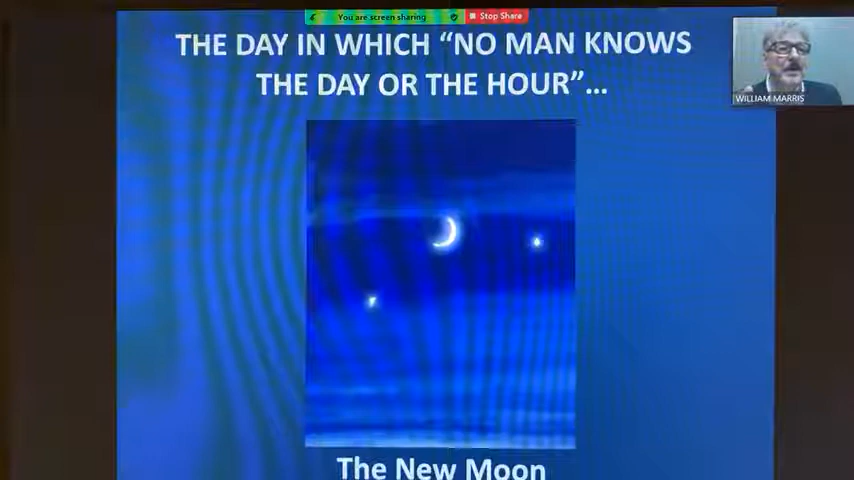 You are screen sharing
Stop Share
THE DAY IN WHICH “NO MAN KNOWS
THE DAY OR THE HOUR”...
WILLIAM MARRIS
The New Moon